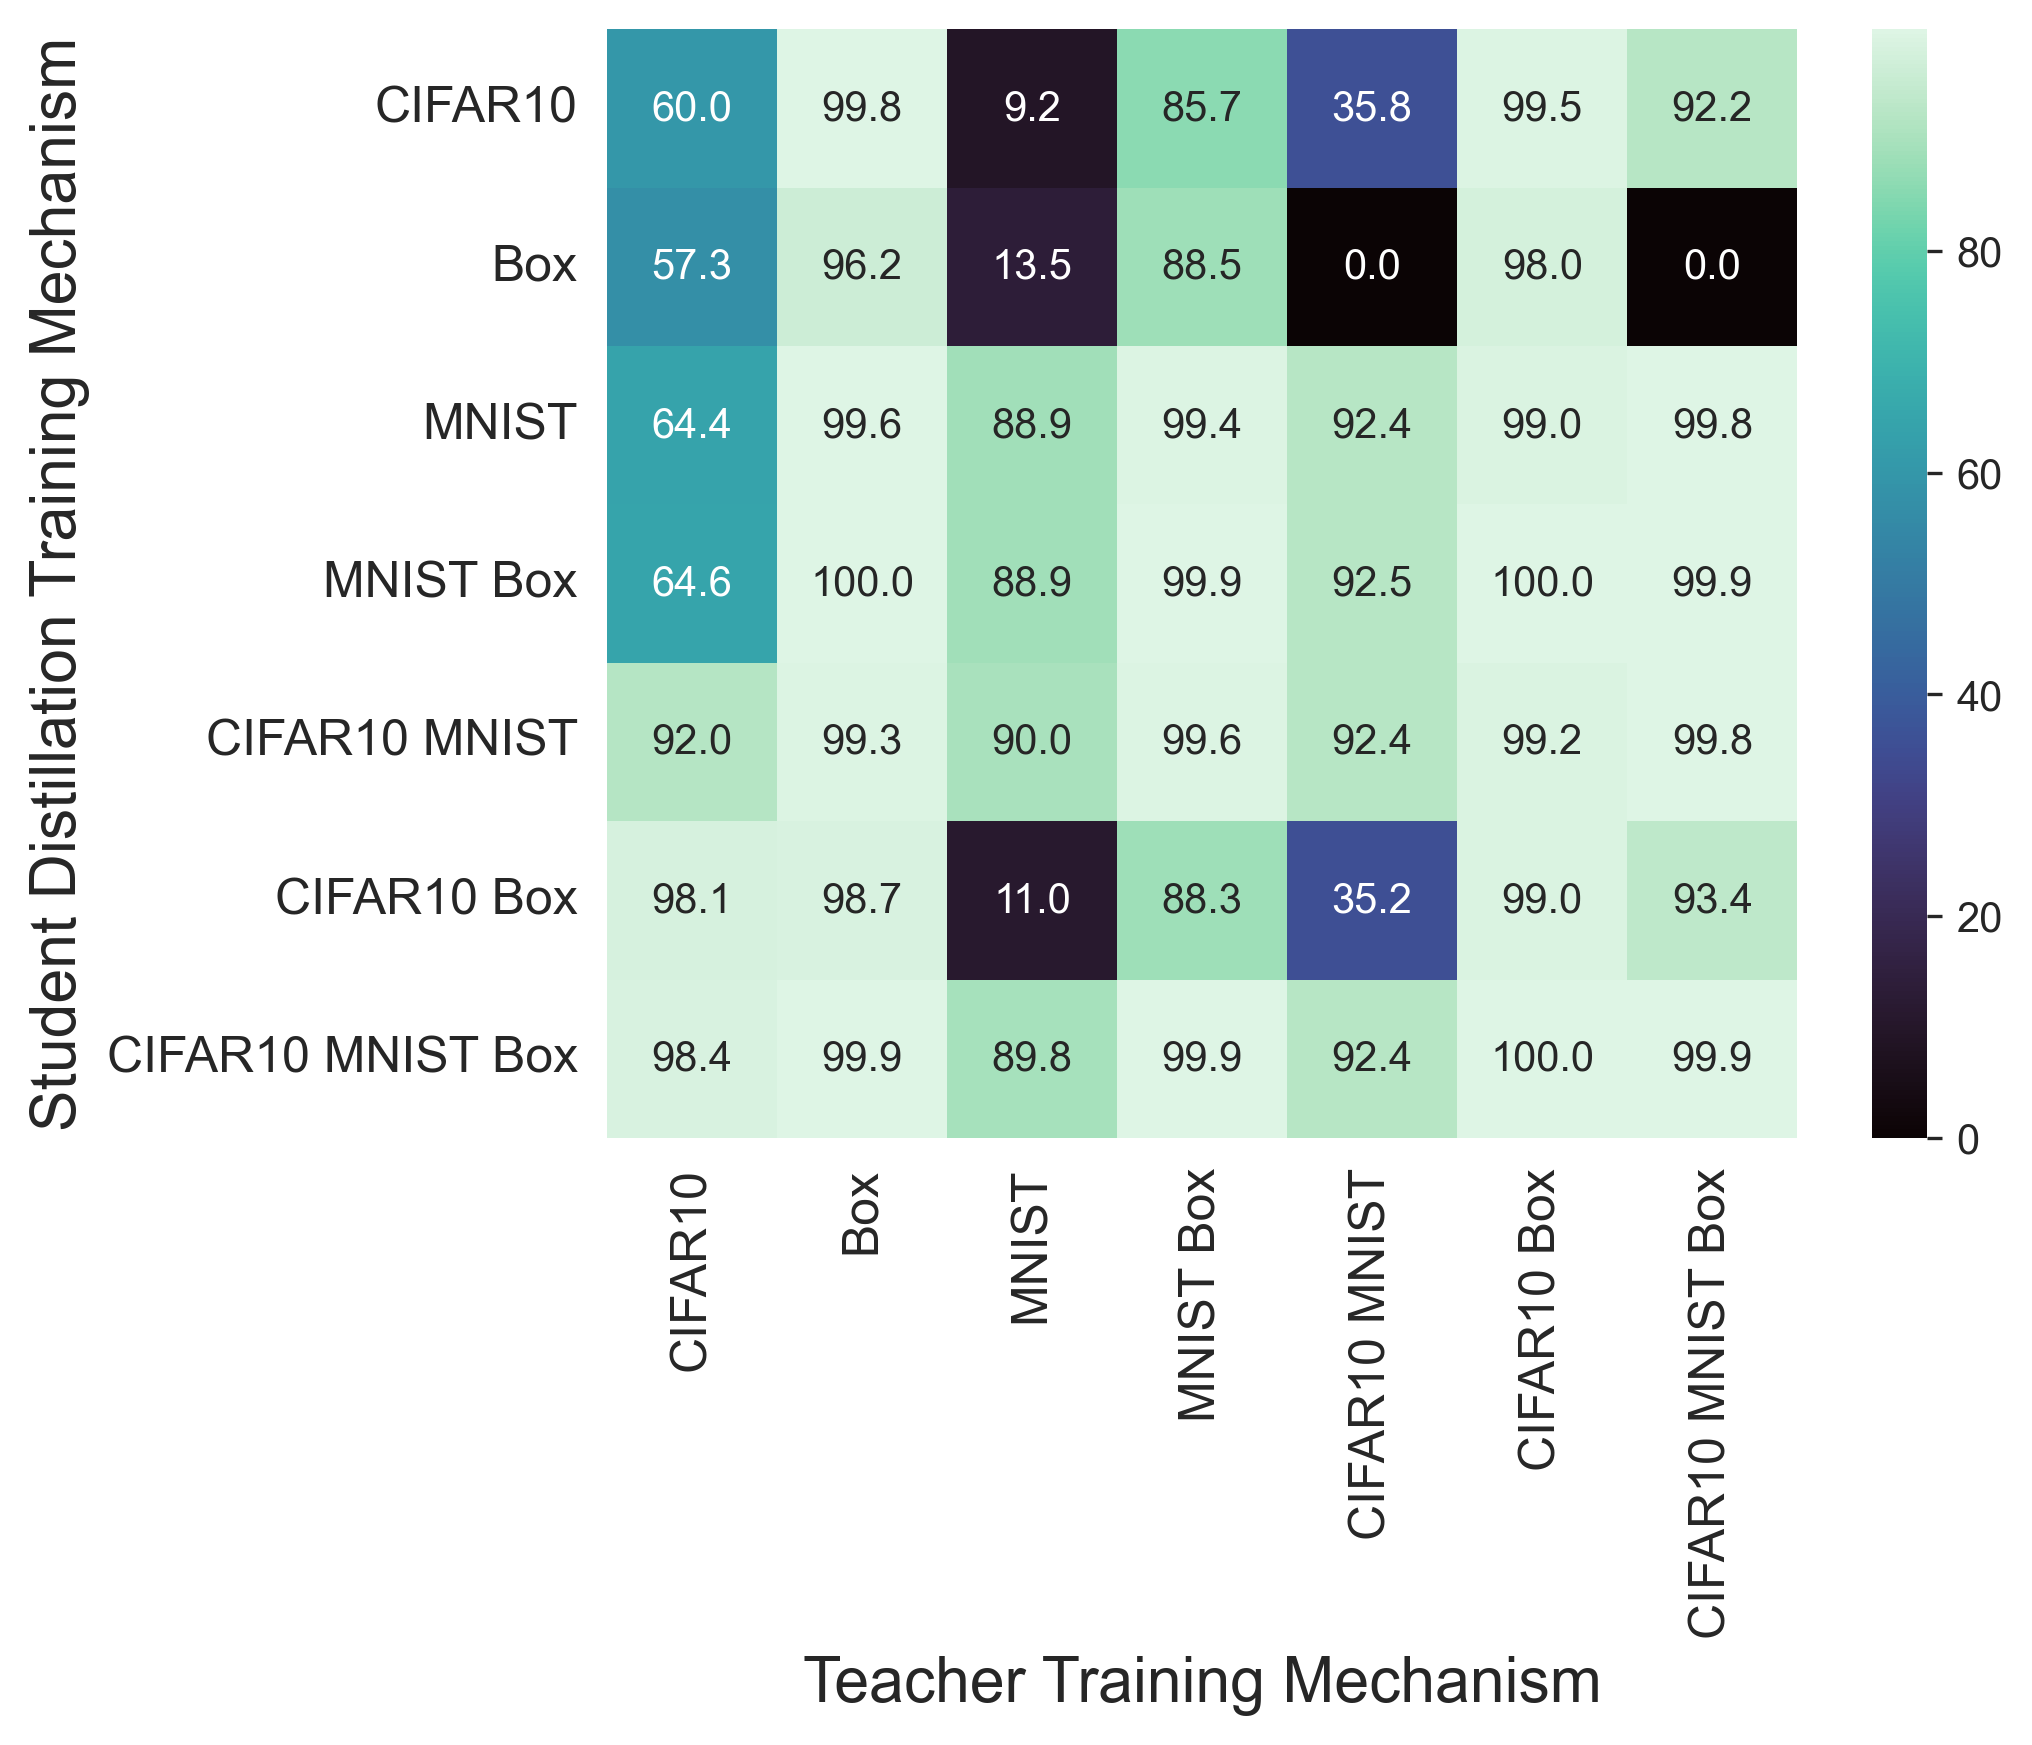 Student Distillation Training Mechanism
CIFAR10 60.0 99.8 9.2 85.7 35.8 99.5 92.2
Box 57.3 96.2 13.5 88.5 0.0 98.0 0.0
MNIST 64.4 99.6 88.9 99.4 92.4 99.0 99.8
MNIST Box 64.6 100.0 88.9 99.9 92.5 100.0 99.9
CIFAR10 MNIST 92.0 99.3 90.0 99.6 92.4 99.2 99.8
CIFAR10 Box 98.1 98.7 11.0 88.3 35.2 99.0 93.4
CIFAR10 MNIST Box 98.4 99.9 89.8 99.9 92.4 100.0 99.9
CIFAR10
Box
MNIST
MNIST Box
CIFAR10 MNIST
CIFAR10 Box
CIFAR10 MNIST Box
Teacher Training Mechanism
80
60
40
20
0